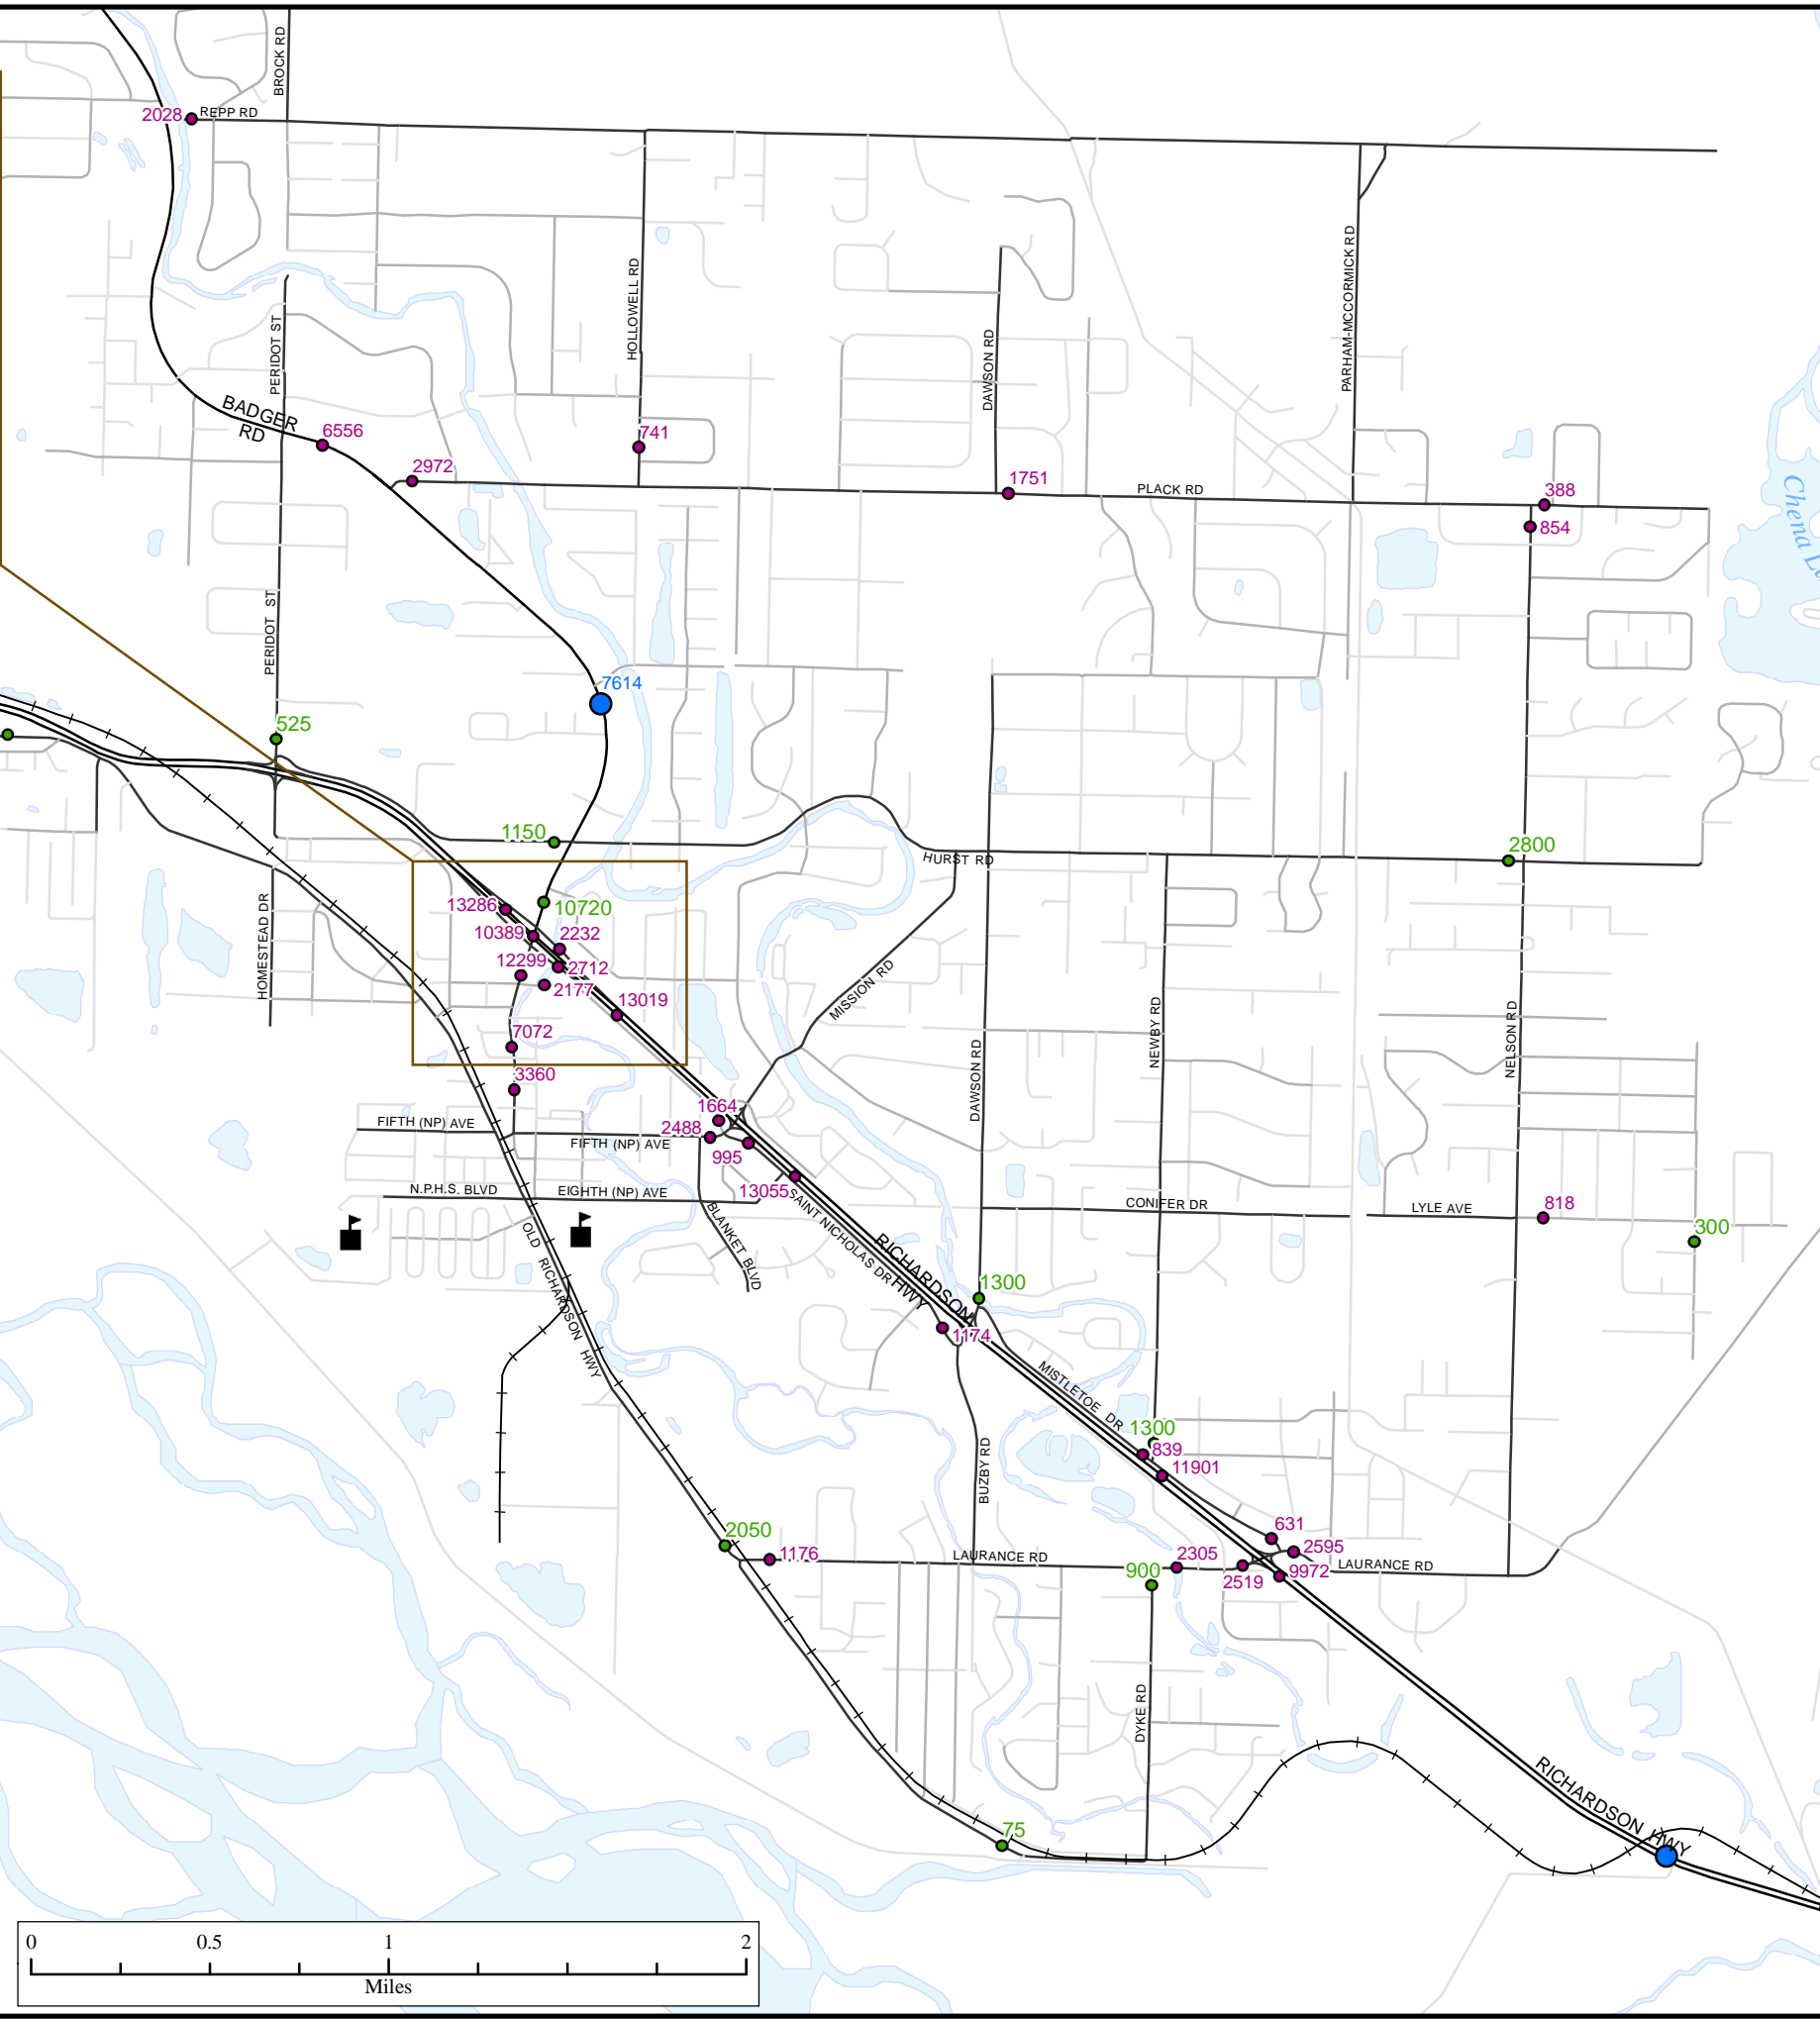 BROCK RD
2028
REPP RD
PARHAM-MCCORMICK RD
HOLLOWELL RD
PERIDOT ST
DAWSON RD
BADGER
RD
6556
741
2972
1751
PLACK RD
388
854
Chena L
PERIDOT ST
7614
525
1150
HURST RD
2800
13286
10720
10389
2232
HOMESTEAD DR
12299
2712
2177
MISSION RD
13019
7072
NEWBY RD
NELSON RD
3360
DAWSON RD
1664
FIFTH (NP) AVE
2488
FIFTH (NP) AVE
995
13055
N.P.H.S. BLVD
EIGHTH (NP) AVE
CONIFER DR
LYLE AVE
818
300
BLANKET BLVD
SAINT NICHOLAS DR
RICHARDSON
HWY
OLD RICHARDSON HWY
1300
1174
MISTLETOE DR
1300
839
11901
BUZBY RD
2050
1176
631
2595
LAURANCE RD
2305
LAURANCE RD
900
2519
9972
DYKE RD
RICHARDSON HWY
75
0
0.5
1
2
Miles